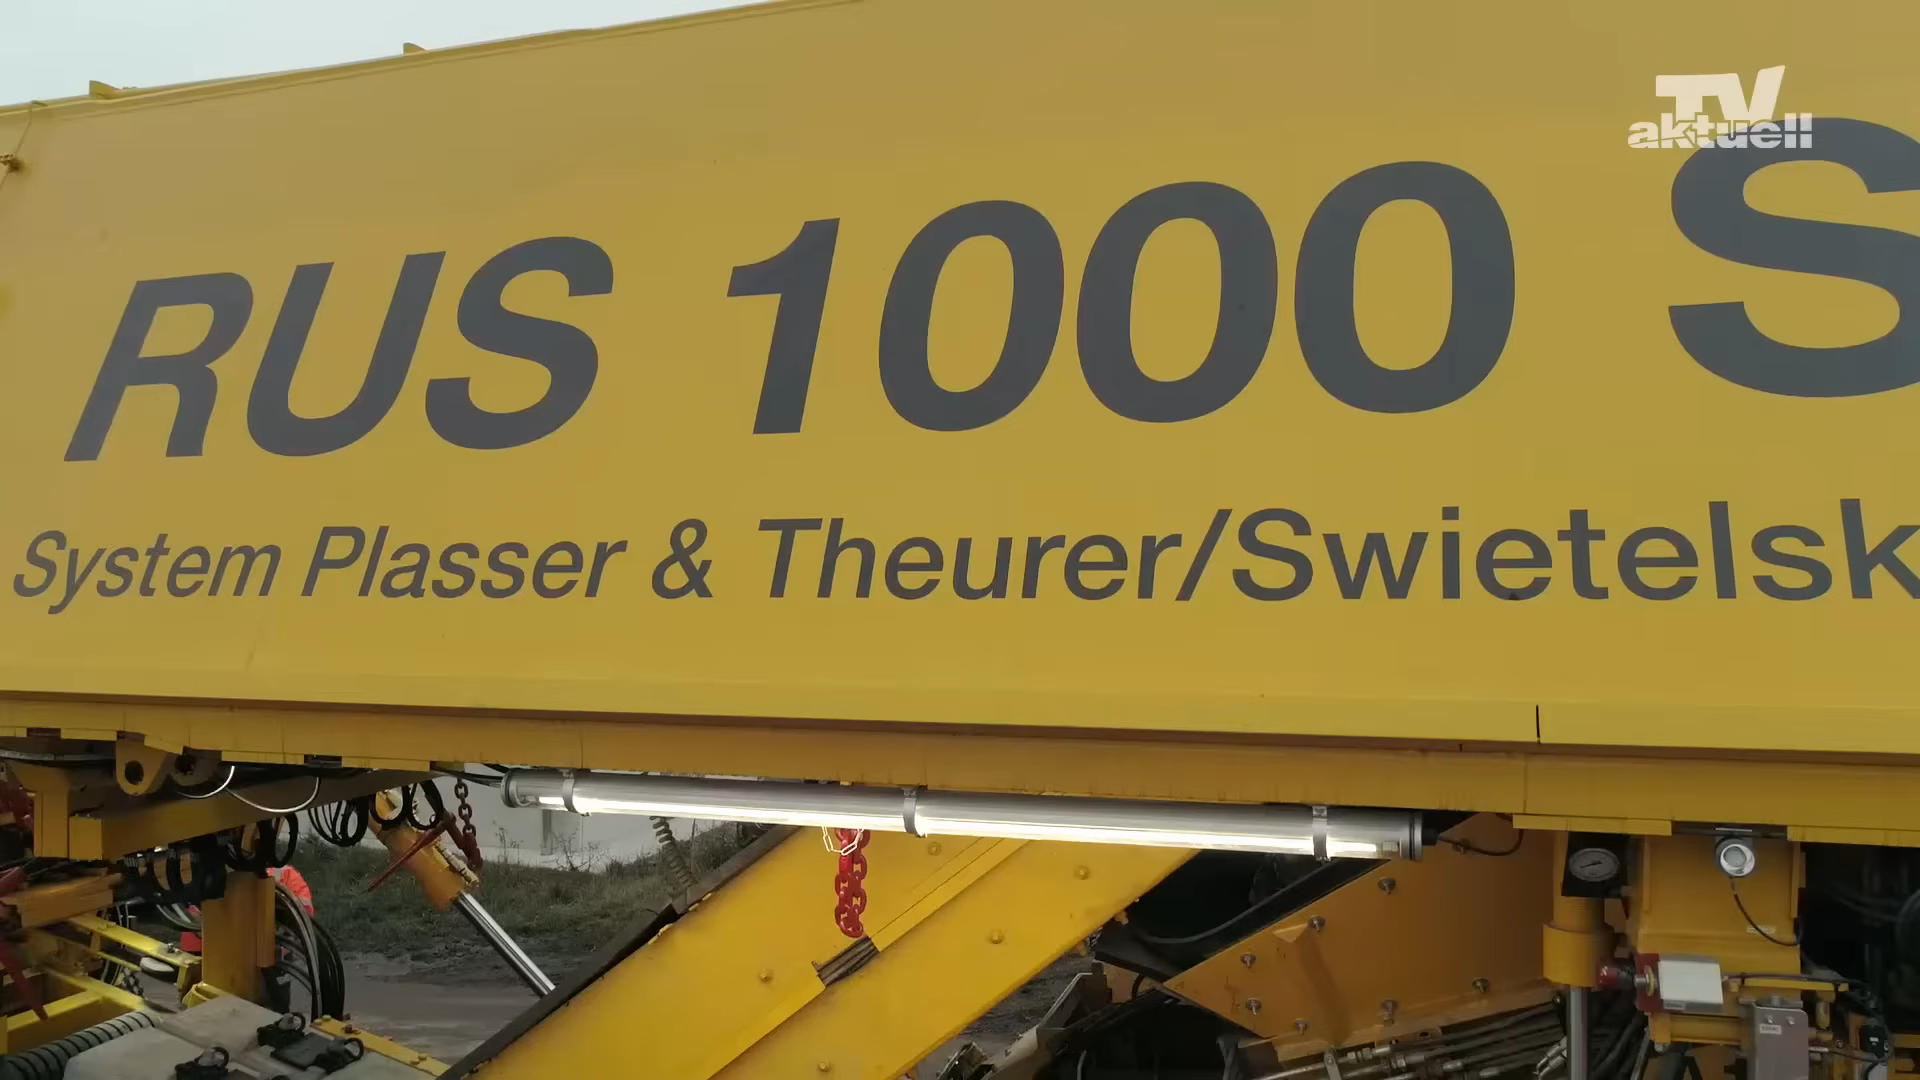 TV
aktuell
RUS 1000 S
System Plasser & Theurer/Swietelsk